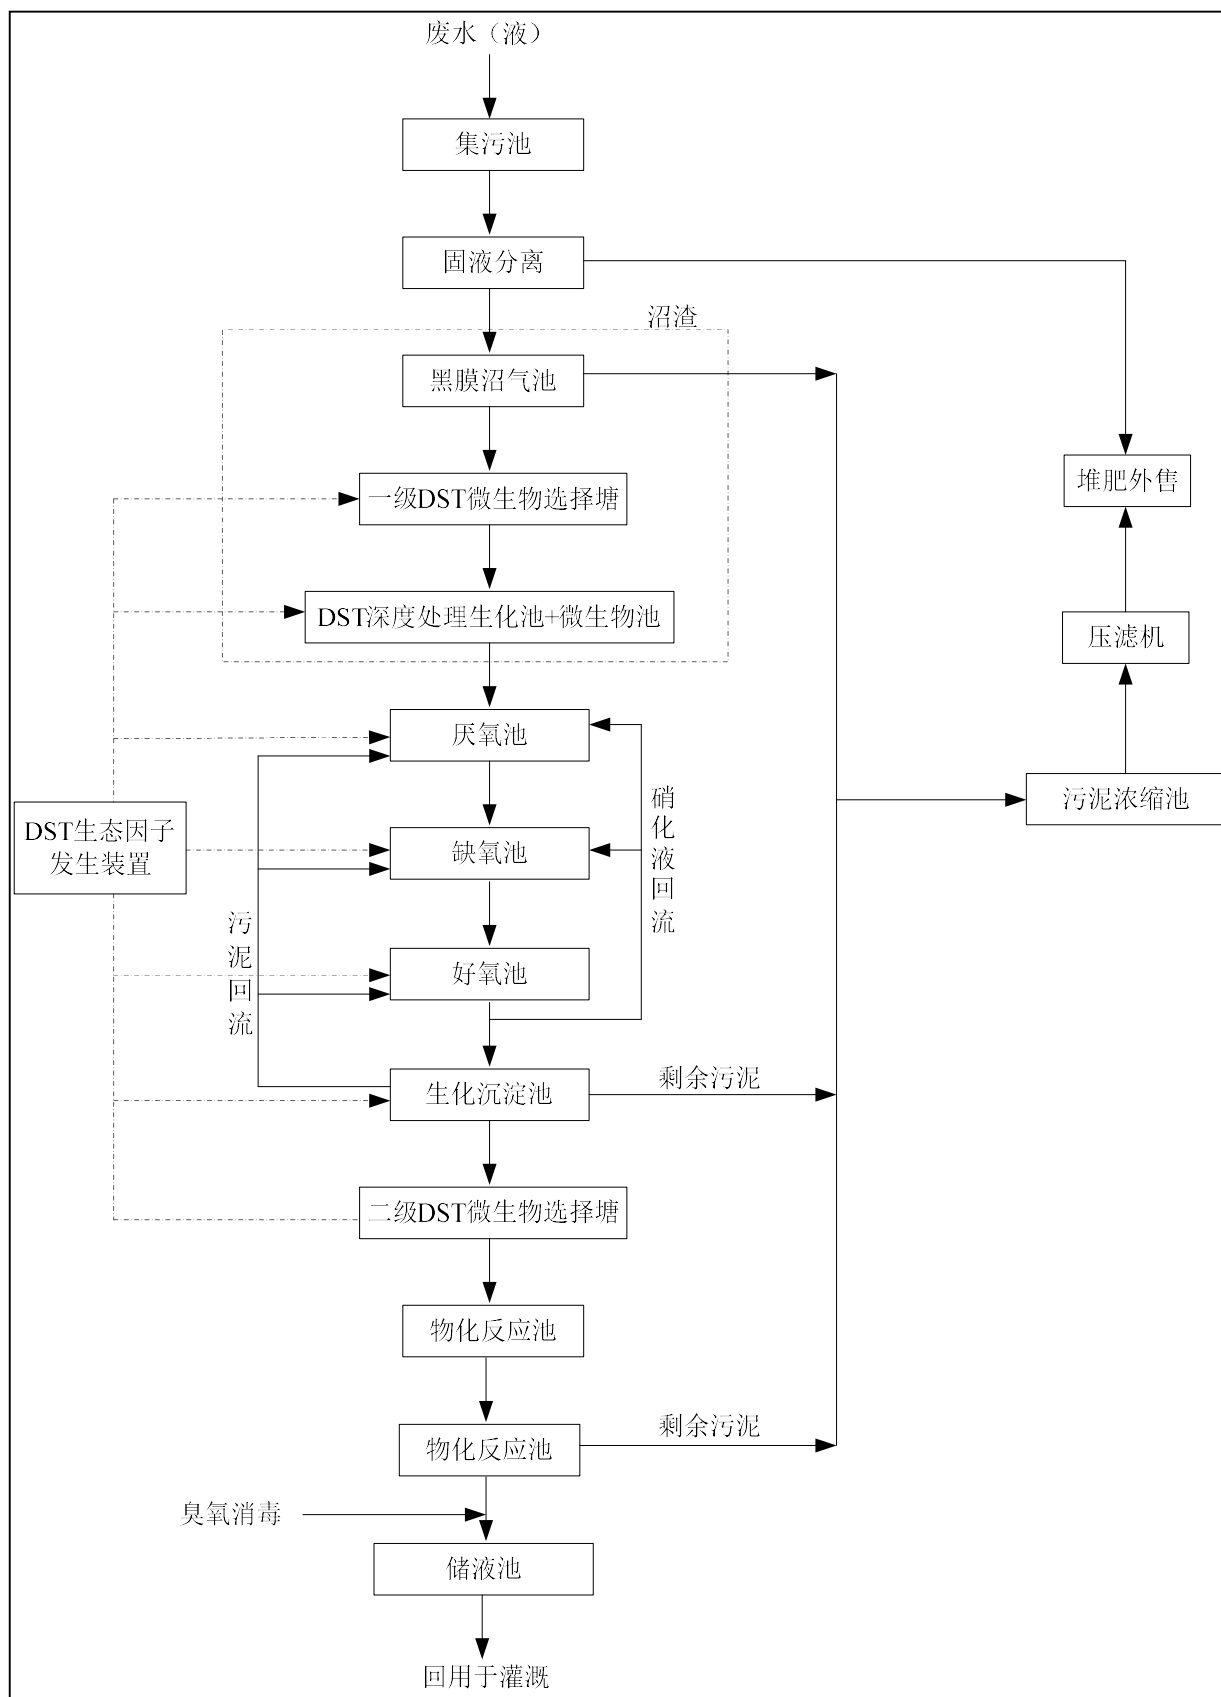 废水（液）
集污池
固液分离
沼渣
黑膜沼气池
一级DST微生物选择塘
堆肥外售
DST深度处理生化池+微生物池
压滤机
厌氧池
硝化液回流
污泥浓缩池
DST生态因子
发生装置
缺氧池
污泥回流
好氧池
生化沉淀池
剩余污泥
二级DST微生物选择塘
物化反应池
物化反应池
剩余污泥
臭氧消毒
储液池
回用于灌溉